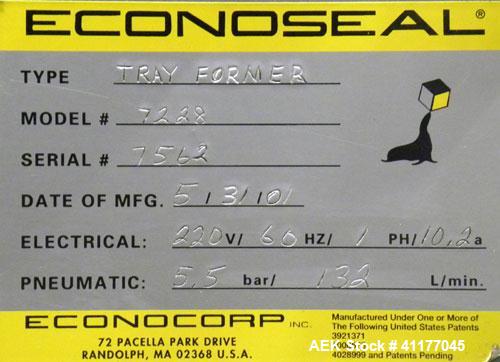 ECONOSEAL®
TYPE TRAY FORMER
MODEL # 7228
SERIAL # 7562
DATE OF MFG. 5/31/01
ELECTRICAL: 220 V/ 60 HZ/ 1 PH/ 10.2 a
PNEUMATIC: 5.5 bar/ 132 L/min.
ECONOCORP INC.
72 PACELLA PARK DRIVE
RANDOLPH, MA 02368 U.S.A.
Manufactured Under One or More of
The Following United States Patents
3921371
4028999 and Patents Pending
AEK Stock # 41177045